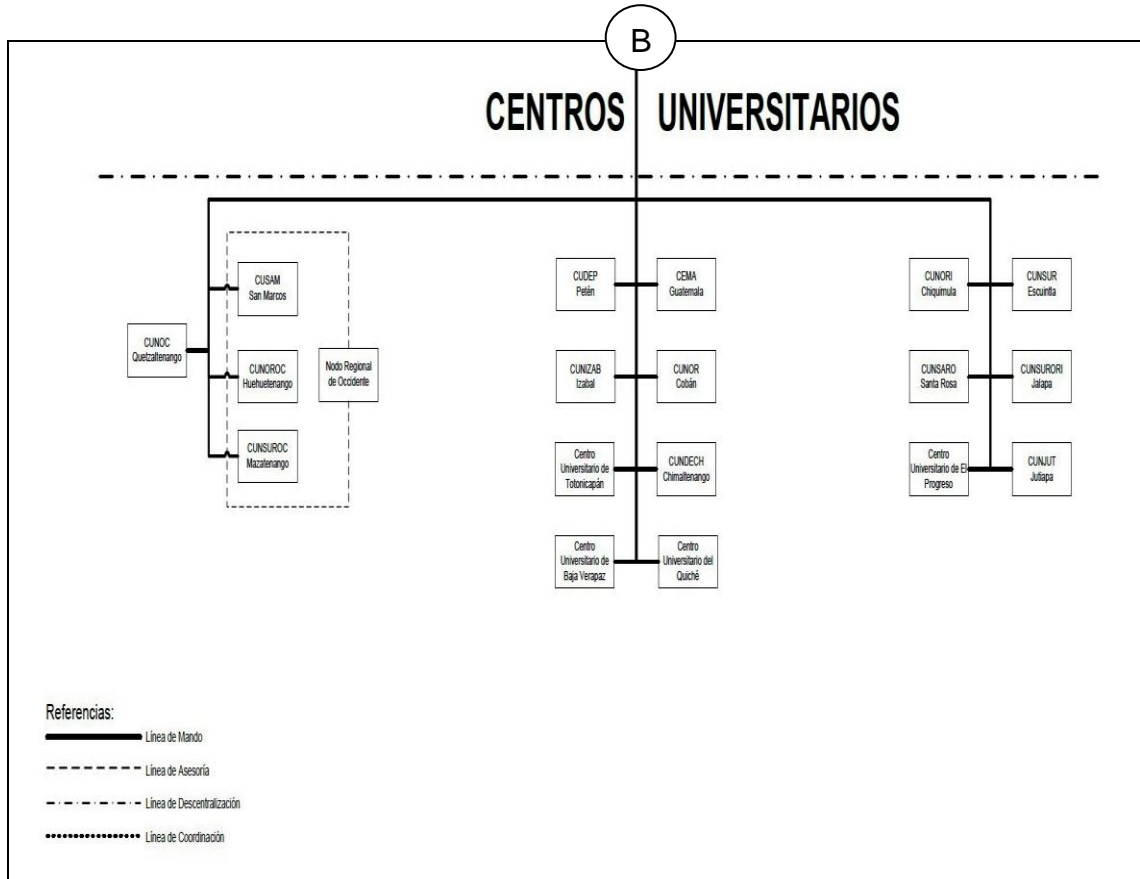 B
CENTROS UNIVERSITARIOS
CUNOC
Quetzaltenango
CUSAM
San Marcos
CUNOROC
Huehuetenango
CUNSUROC
Mazatenango
Nodo Regional
de Occidente
CUDEP
Petén
CEMA
Guatemala
CUNIZAB
Izabal
CUNOR
Cobán
Centro
Universitario de
Totonicapán
CUNDECH
Chimaltenango
Centro
Universitario de
Baja Verapaz
Centro
Universitario del
Quiché
CUNORI
Chiquimula
CUNSUR
Escuintla
CUNSARO
Santa Rosa
CUNSURORI
Jalapa
Centro
Universitario de El
Progreso
CUNJUT
Jutiapa
Referencias:
Línea de Mando
Línea de Asesoría
Línea de Descentralización
Línea de Coordinación